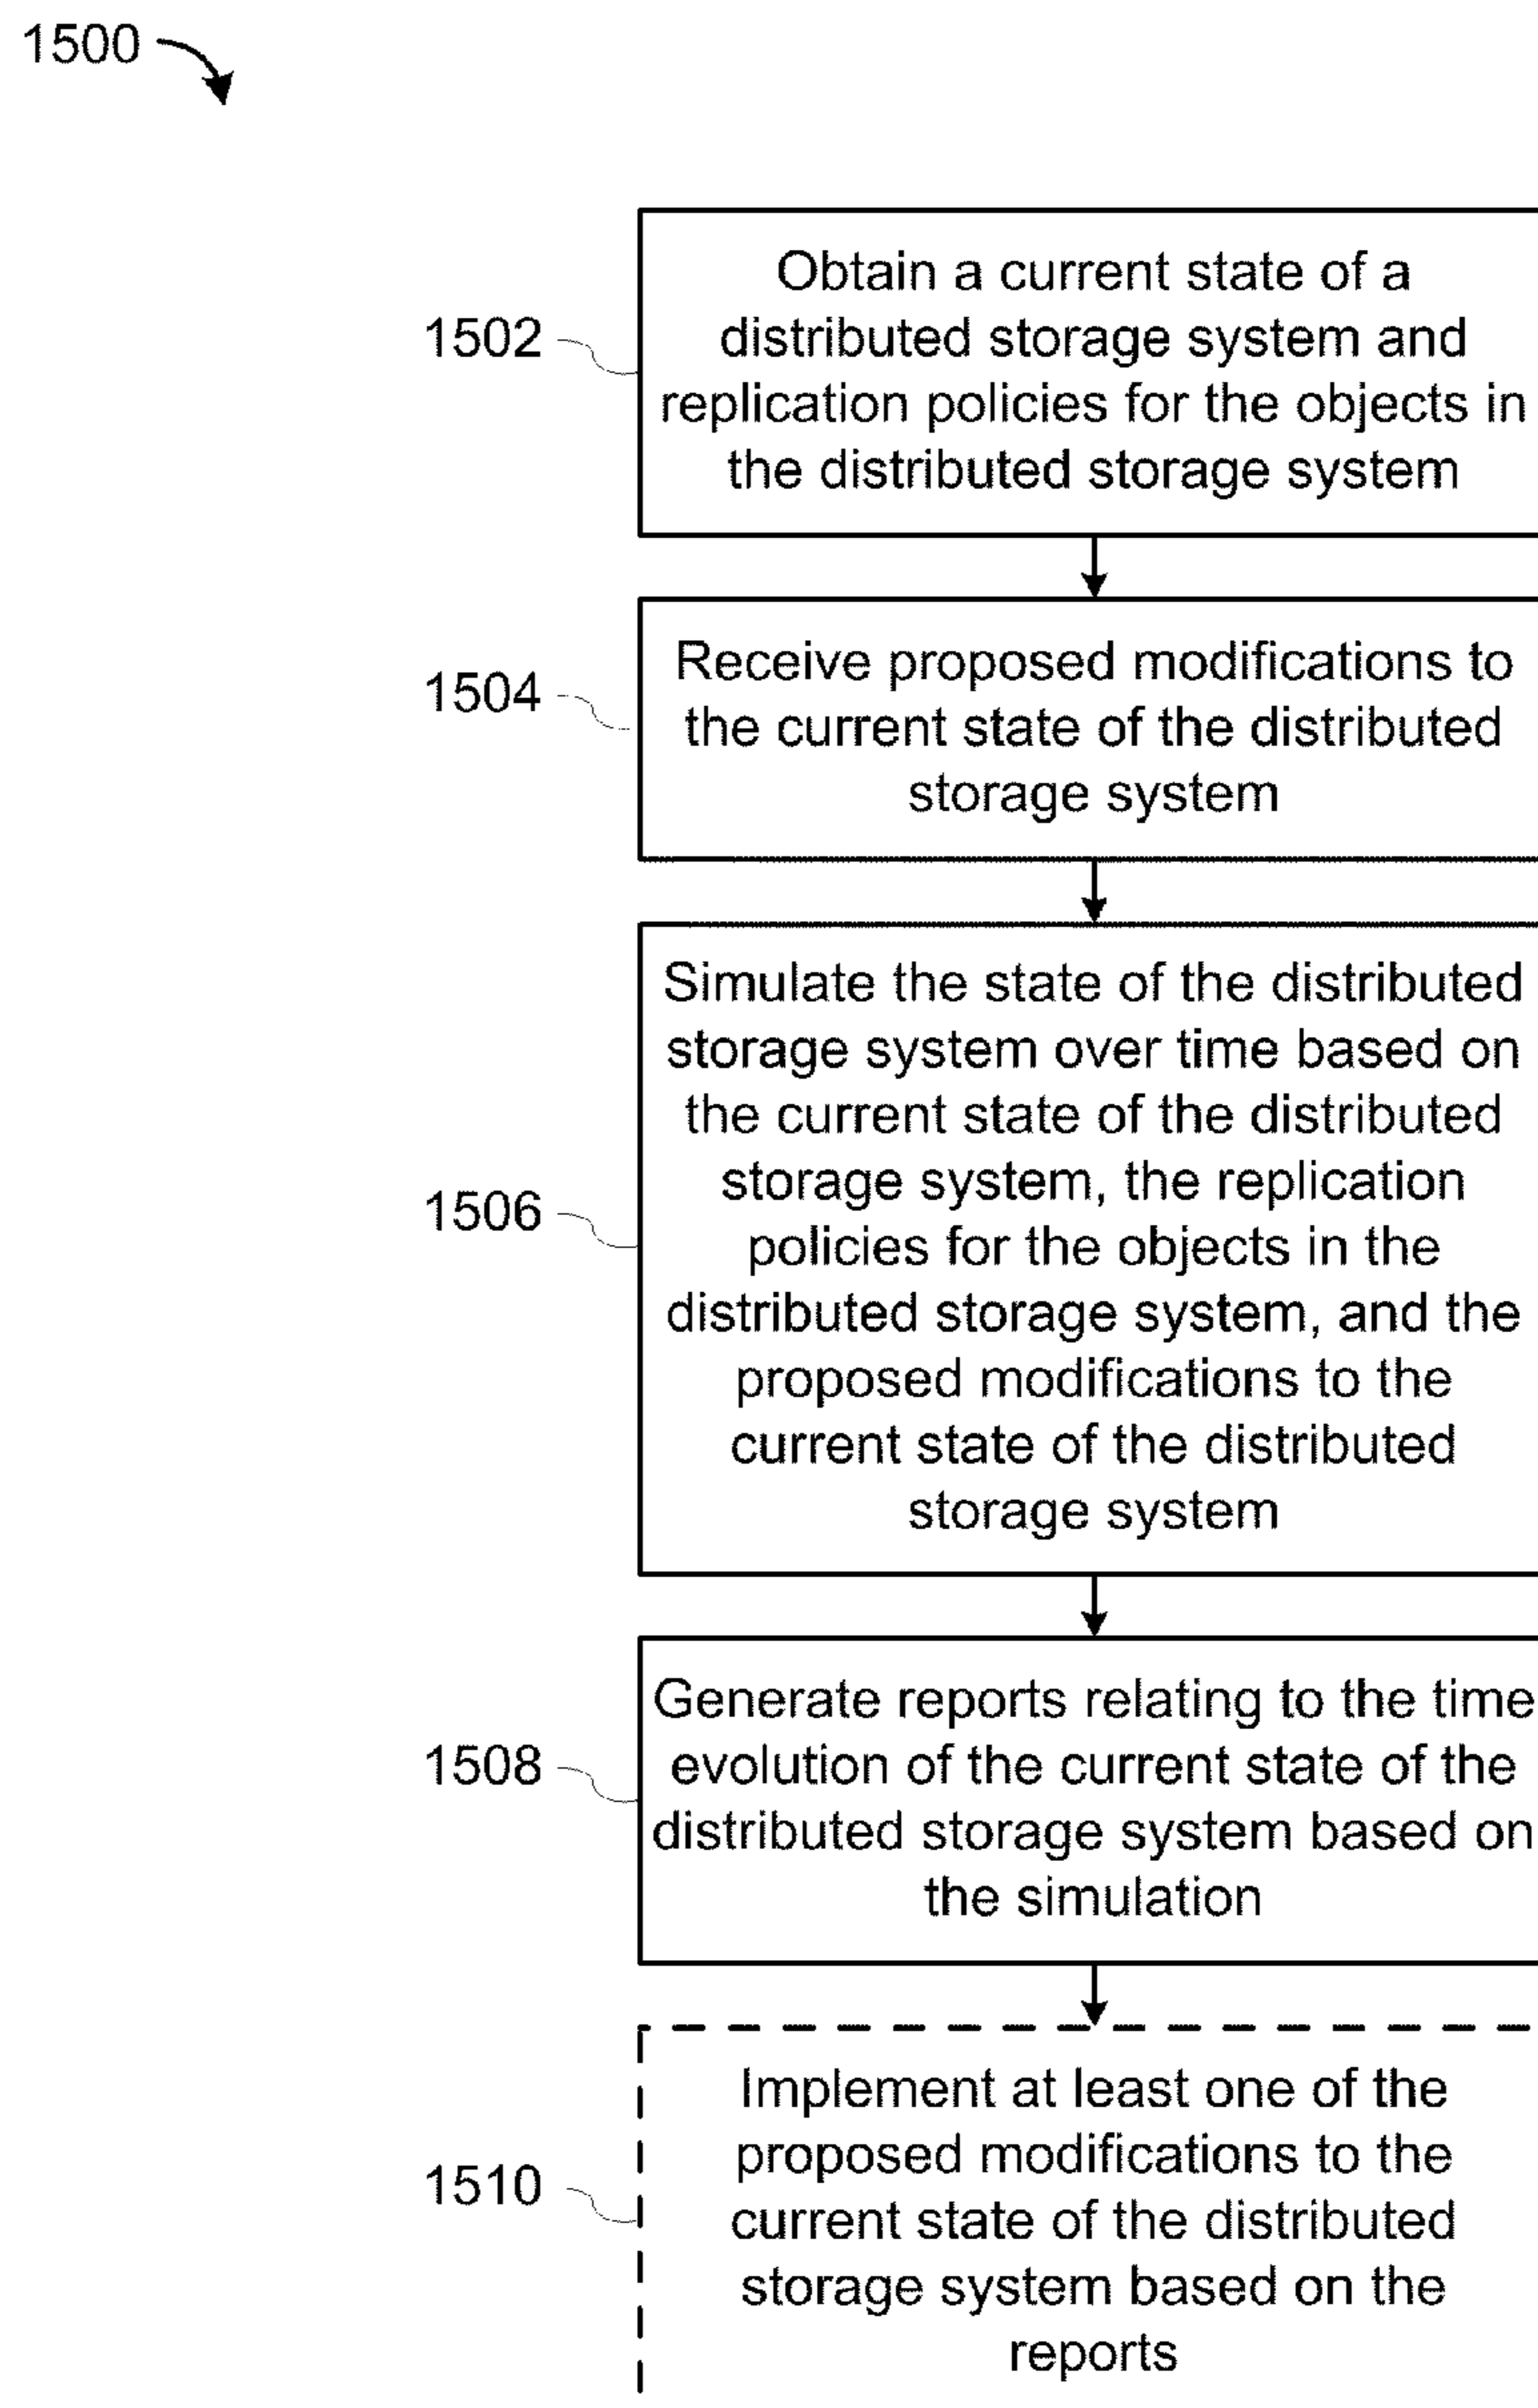 1500
1502
Obtain a current state of a
distributed storage system and
replication policies for the objects in
the distributed storage system
1504
Receive proposed modifications to
the current state of the distributed
storage system
1506
Simulate the state of the distributed
storage system over time based on
the current state of the distributed
storage system, the replication
policies for the objects in the
distributed storage system, and the
proposed modifications to the
current state of the distributed
storage system
1508
Generate reports relating to the time
evolution of the current state of the
distributed storage system based on
the simulation
1510
Implement at least one of the
proposed modifications to the
current state of the distributed
storage system based on the
reports